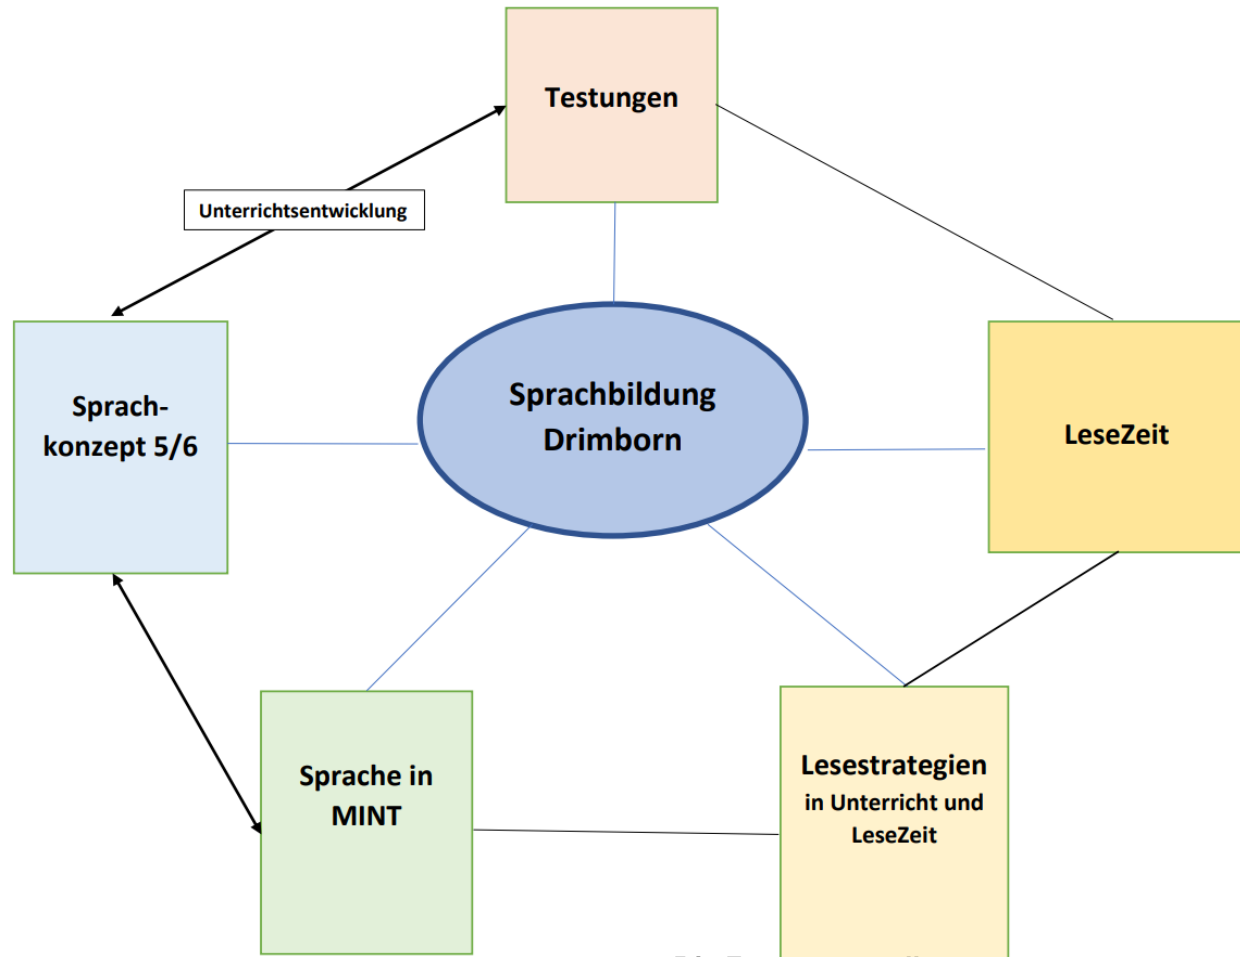 Testungen
Unterrichtsentwicklung
Sprach-
konzept 5/6
Sprachbildung
Drimborn
LeseZeit
Sprache in
MINT
Lesestrategien
in Unterricht und
LeseZeit